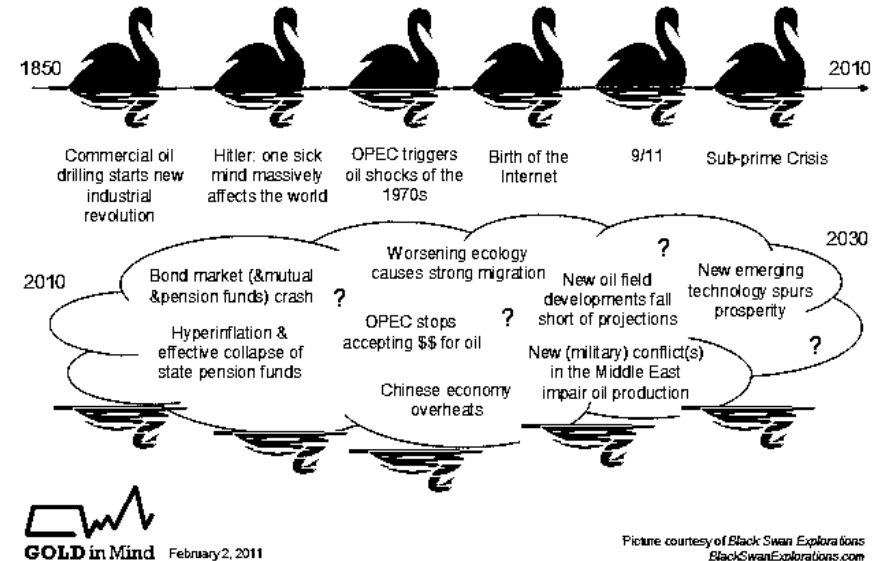 1850
2010
Commercial oil
drilling starts new
industrial
revolution
Hitler: one sick
mind massively
affects the world
OPEC triggers
oil shocks of the
1970s
Birth of the
Internet
9/11
Sub-prime Crisis
2010
2030
Bond market (&mutual
&pension funds) crash
?
Hyperinflation &
effective collapse of
state pension funds
Worsening ecology
causes strong migration
OPEC stops
accepting $$ for oil
?
Chinese economy
overheats
?
New oil field
developments fall
short of projections
New (military) conflict(s)
in the Middle East
impair oil production
New emerging
technology spurs
prosperity
?
GOLD in Mind February 2, 2011
Picture courtesy of Black Swan Explorations
BlackSwanExplorations.com